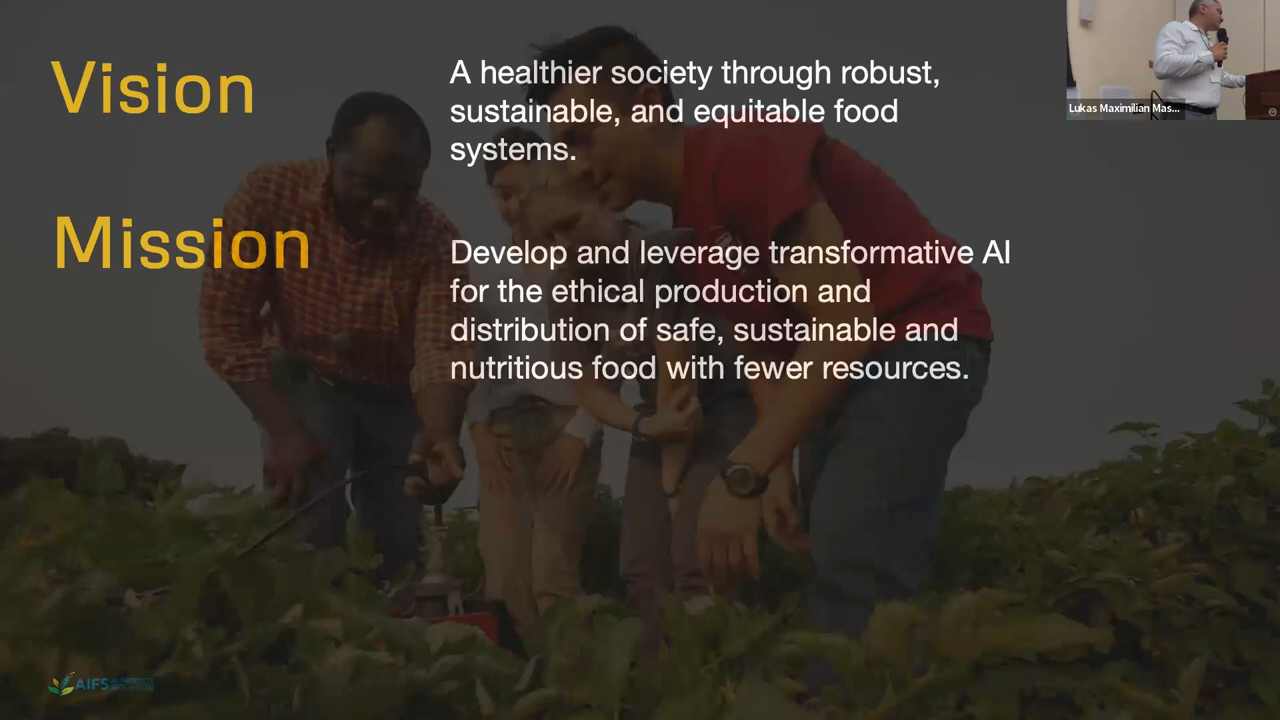 Vision
A healthier society through robust,
sustainable, and equitable food
systems.
Mission
Develop and leverage transformative AI
for the ethical production and
distribution of safe, sustainable and
nutritious food with fewer resources.
Lukas Maximilian Mas...
AIFS